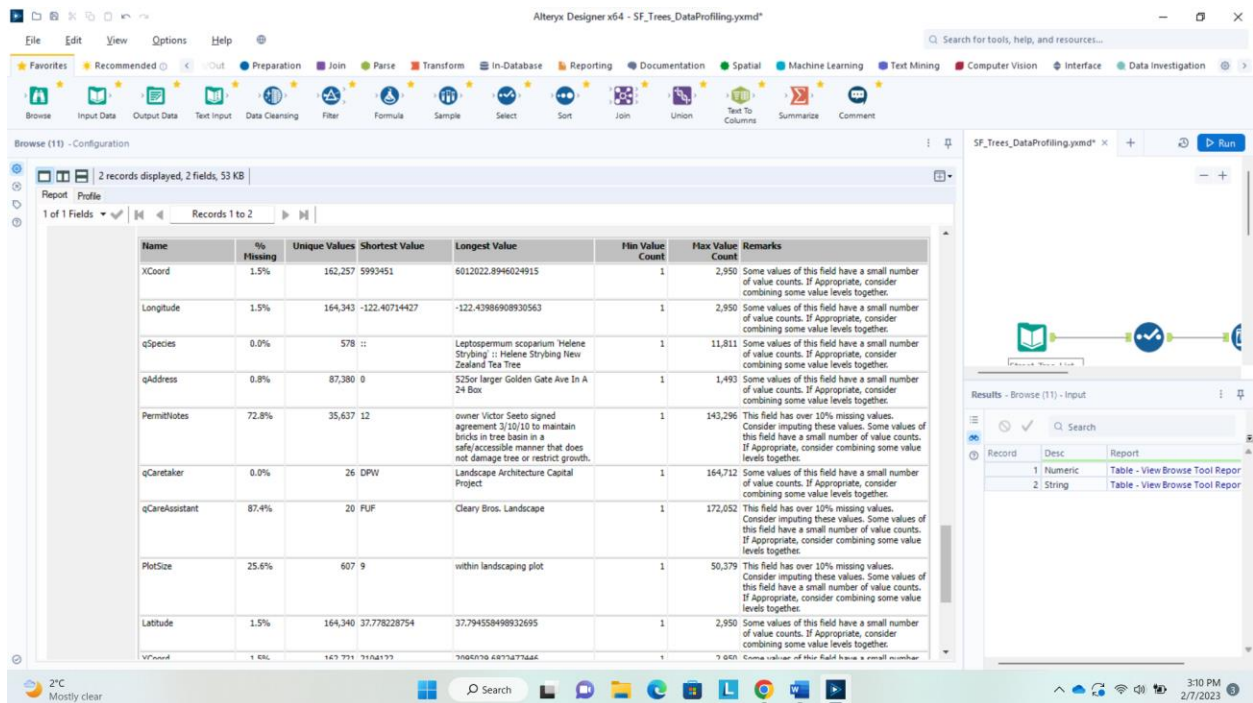 Alteryx Designer x64 - SF_Trees_DataProfiling.yxmd*
File Edit View Options Help
Search for tools, help, and resources...
Favorites Recommended Preparation Join Parse Transform In-Database Reporting Documentation Spatial Machine Learning Text Mining Computer Vision Interface Data Investigation
Browse Input Data Output Data Text Input Data Cleansing Filter Formula Sample Select Sort Join Union Text To Columns Summarize Comment
Browse (11) - Configuration
SF_Trees_DataProfiling.yxmd*
Run
2 records displayed, 2 fields, 53 KB
Report Profile
1 of 1 Fields Records 1 to 2
Name % Missing Unique Values Shortest Value Longest Value Min Value Count Max Value Count Remarks
XCoord 1.5% 162,257 5993451 6012022.8946024915 1 2,950 Some values of this field have a small number
of value counts. If Appropriate, consider
combining some value levels together.
Longitude 1.5% 164,343 -122.40714427 -122.43986908930563 1 2,950 Some values of this field have a small number
of value counts. If Appropriate, consider
combining some value levels together.
qSpecies 0.0% 578 :: Leptospermum scoparium 'Helene 1 11,811 Some values of this field have a small number
Strybing' :: Helene Strybing New of value counts. If Appropriate, consider
Zealand Tea Tree combining some value levels together.
qAddress 0.8% 87,380 0 525or larger Golden Gate Ave In A 1 1,493 Some values of this field have a small number
24 Box of value counts. If Appropriate, consider
combining some value levels together.
PermitNotes 72.8% 35,637 12 owner Victor Seeto signed 1 143,296 This field has over 10% missing values.
agreement 3/10/10 to maintain Consider imputing these values. Some values of
bricks in tree basin in a this field have a small number of value counts.
safe/accessible manner that does If Appropriate, consider combining some value
not damage tree or restrict growth. levels together.
qCaretaker 0.0% 26 DPW Landscape Architecture Capital 1 164,712 Some values of this field have a small number
Project of value counts. If Appropriate, consider
combining some value levels together.
qCareAssistant 87.4% 20 FUF Cleary Bros. Landscape 1 172,052 This field has over 10% missing values.
Consider imputing these values. Some values of
this field have a small number of value counts.
If Appropriate, consider combining some value
levels together.
PlotSize 25.6% 607 9 within landscaping plot 1 50,379 This field has over 10% missing values.
Consider imputing these values. Some values of
this field have a small number of value counts.
If Appropriate, consider combining some value
levels together.
Latitude 1.5% 164,340 37.778228754 37.794558498932695 1 2,950 Some values of this field have a small number
of value counts. If Appropriate, consider
combining some value levels together.
1.5% 162,721 2104122 1 2,950 Some values of this field have a small number
Results - Browse (11) - Input
Search
Record Desc Report
1 Numeric Table - View Browse Tool Repor
2 String Table - View Browse Tool Repor
2°C
Mostly clear
Search
3:10 PM
2/7/2023
3